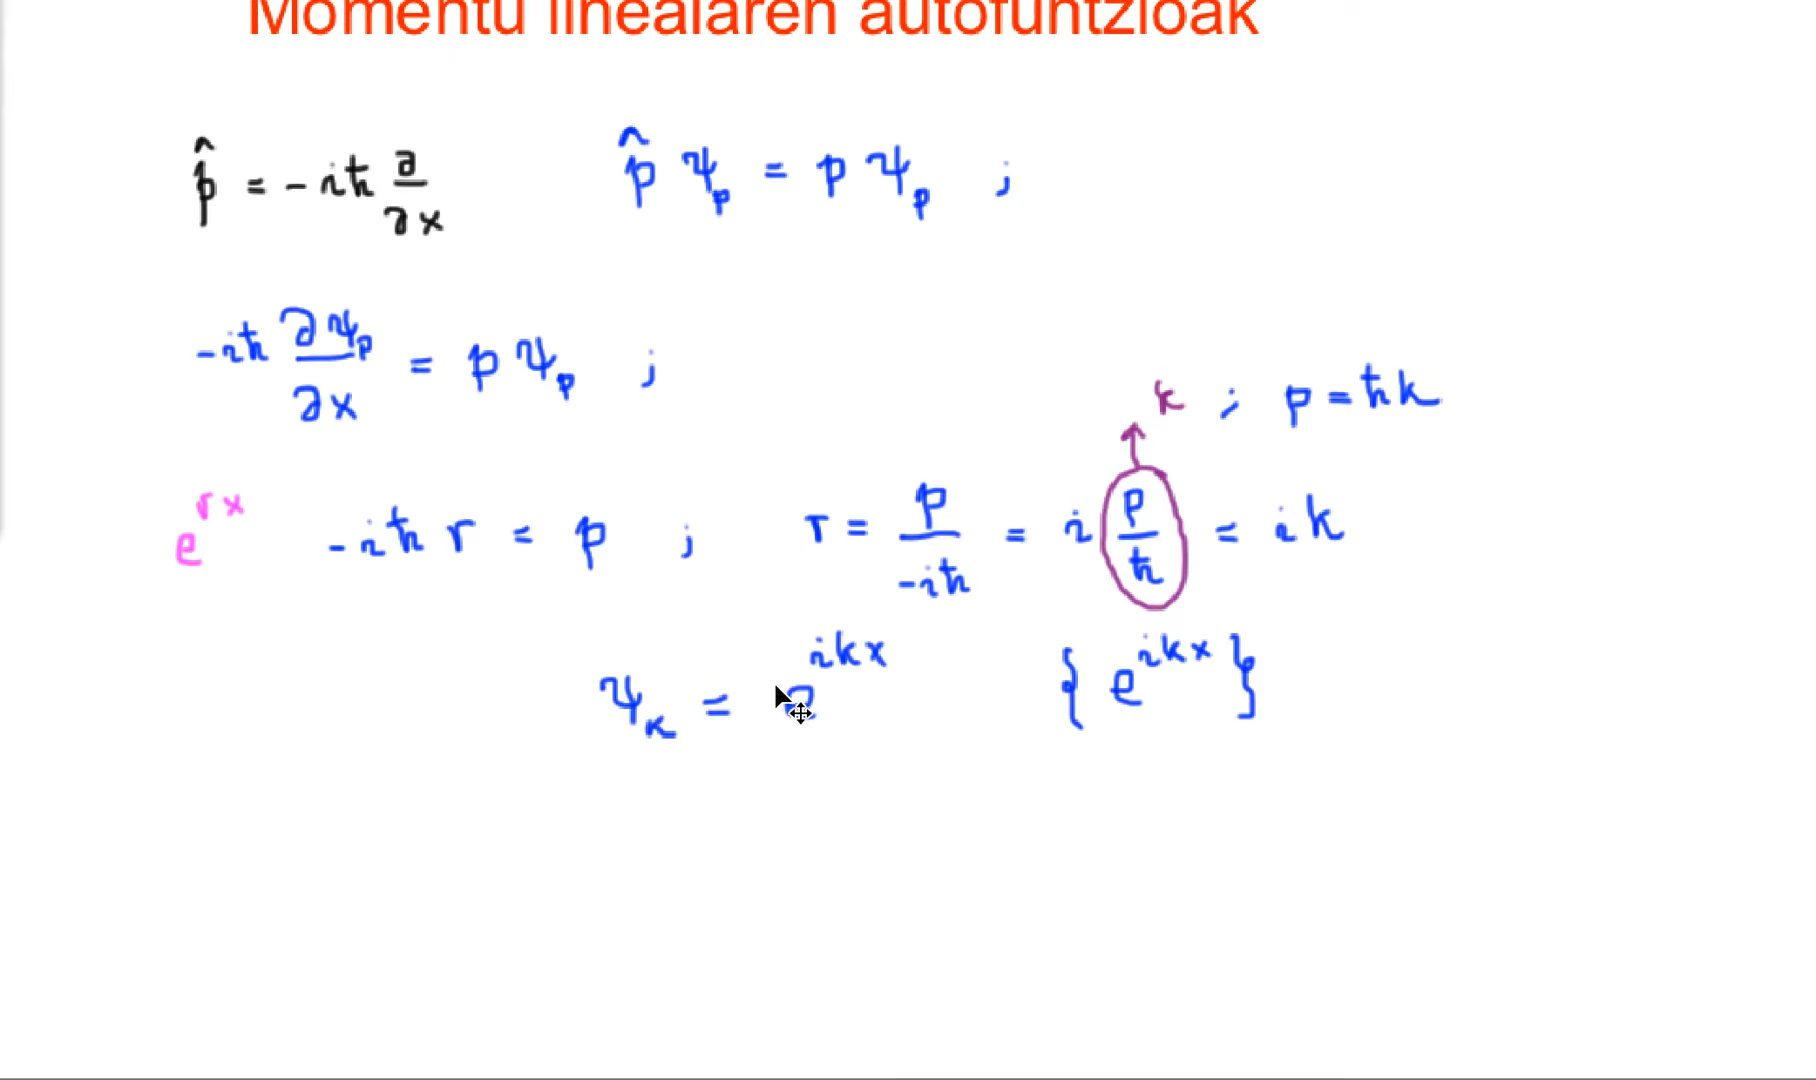 Momentu linealaren autofuntzioak
p̂ = -iħ ∂/∂x    p̂ ψ_p = p ψ_p ;
-iħ ∂ψ_p/∂x = p ψ_p ;
k ; p = ħk
e^{rx}    -iħ r = p ;    r = p/(-iħ) = i p/ħ = ik
ψ_k = e^{ikx}    { e^{ikx} }